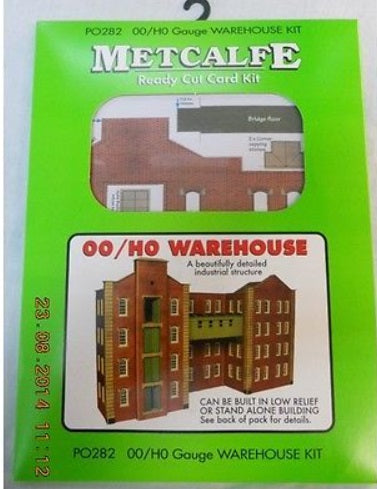 PO282 00/H0 Gauge WAREHOUSE KIT
METCALFE
Ready Cut Card Kit
Bridge floor
00/H0 WAREHOUSE
A beautifully detailed
industrial structure
CAN BE BUILT IN LOW RELIEF
OR STAND ALONE BUILDING
See back of pack for details.
23.08.2014 11:12
PO282 00/H0 Gauge WAREHOUSE KIT